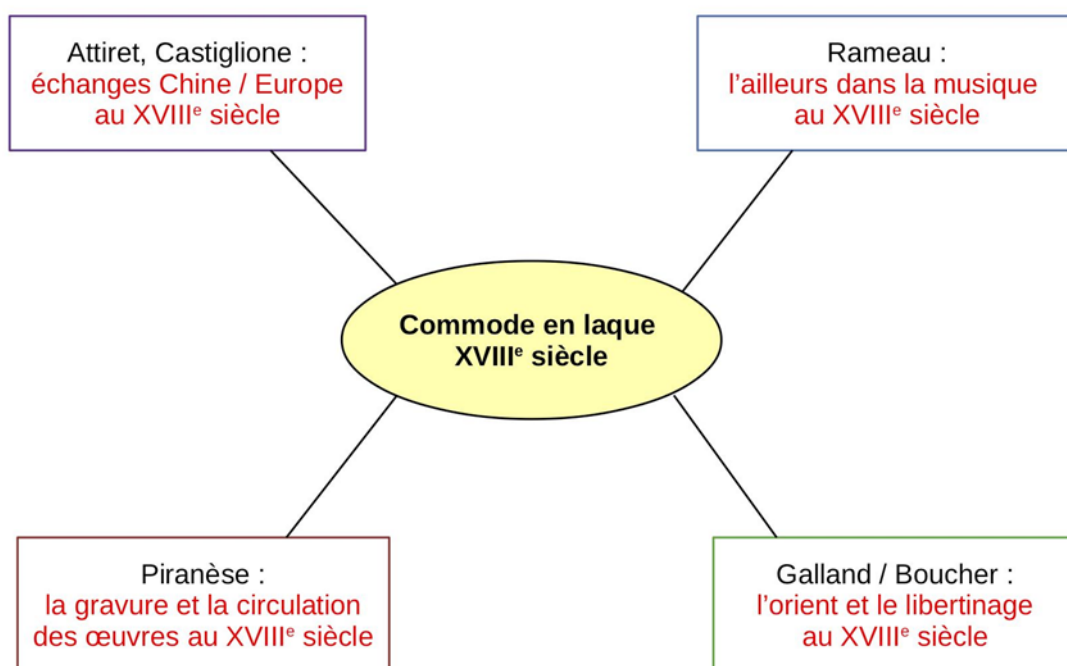 Attiret, Castiglione :
échanges Chine / Europe
au XVIIIᵉ siècle
Rameau :
l’ailleurs dans la musique
au XVIIIᵉ siècle
Commode en laque
XVIIIᵉ siècle
Piranèse :
la gravure et la circulation
des œuvres au XVIIIᵉ siècle
Galland / Boucher :
l’orient et le libertinage
au XVIIIᵉ siècle